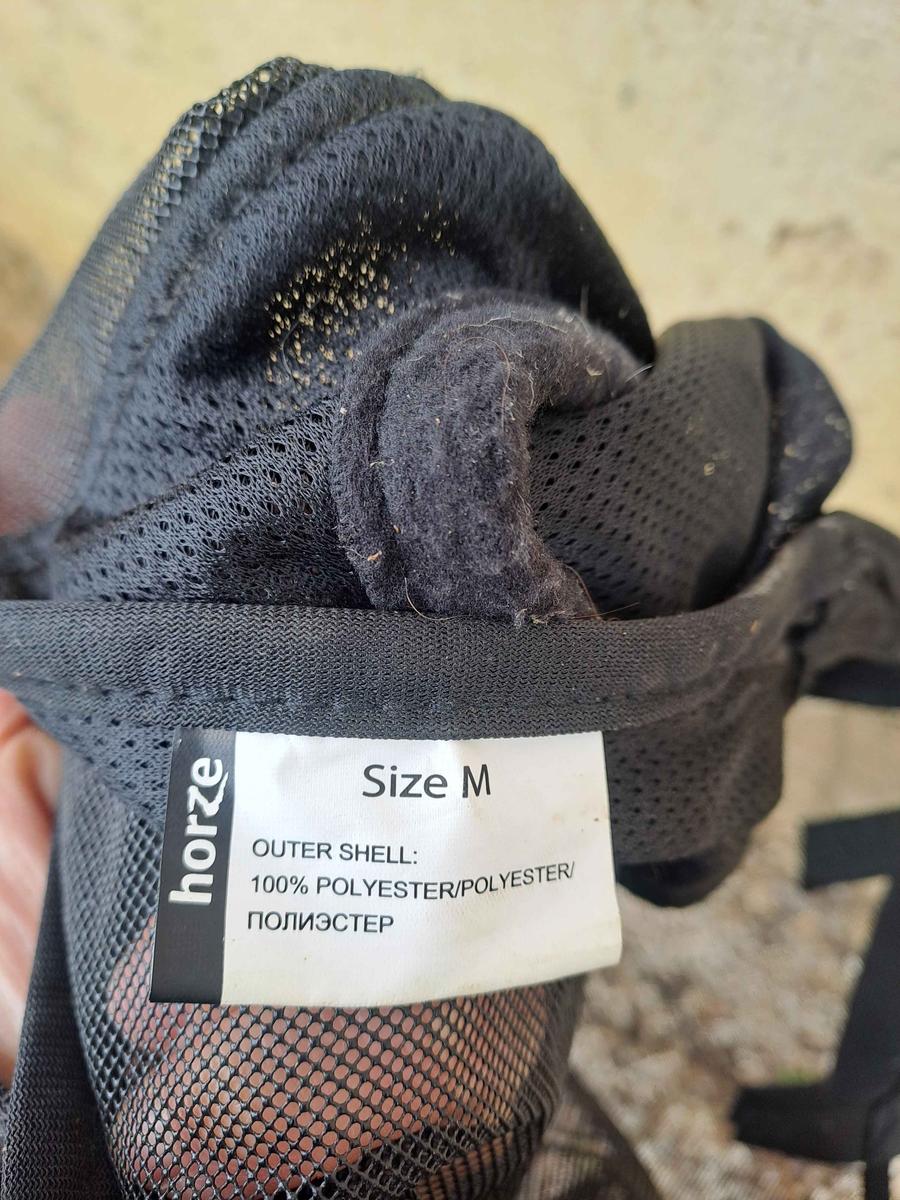 horze
Size M
OUTER SHELL:
100% POLYESTER/POLYESTER/
ПОЛИЭСТЕР